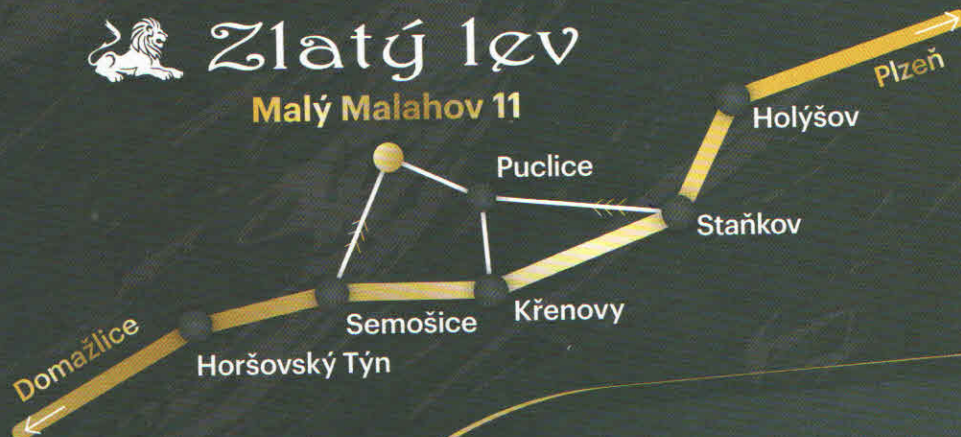 Zlatý lev
Malý Malahov 11
Plzeň
Holýšov
Puclice
Staňkov
Křenovy
Semošice
Domažlice
Horšovský Týn